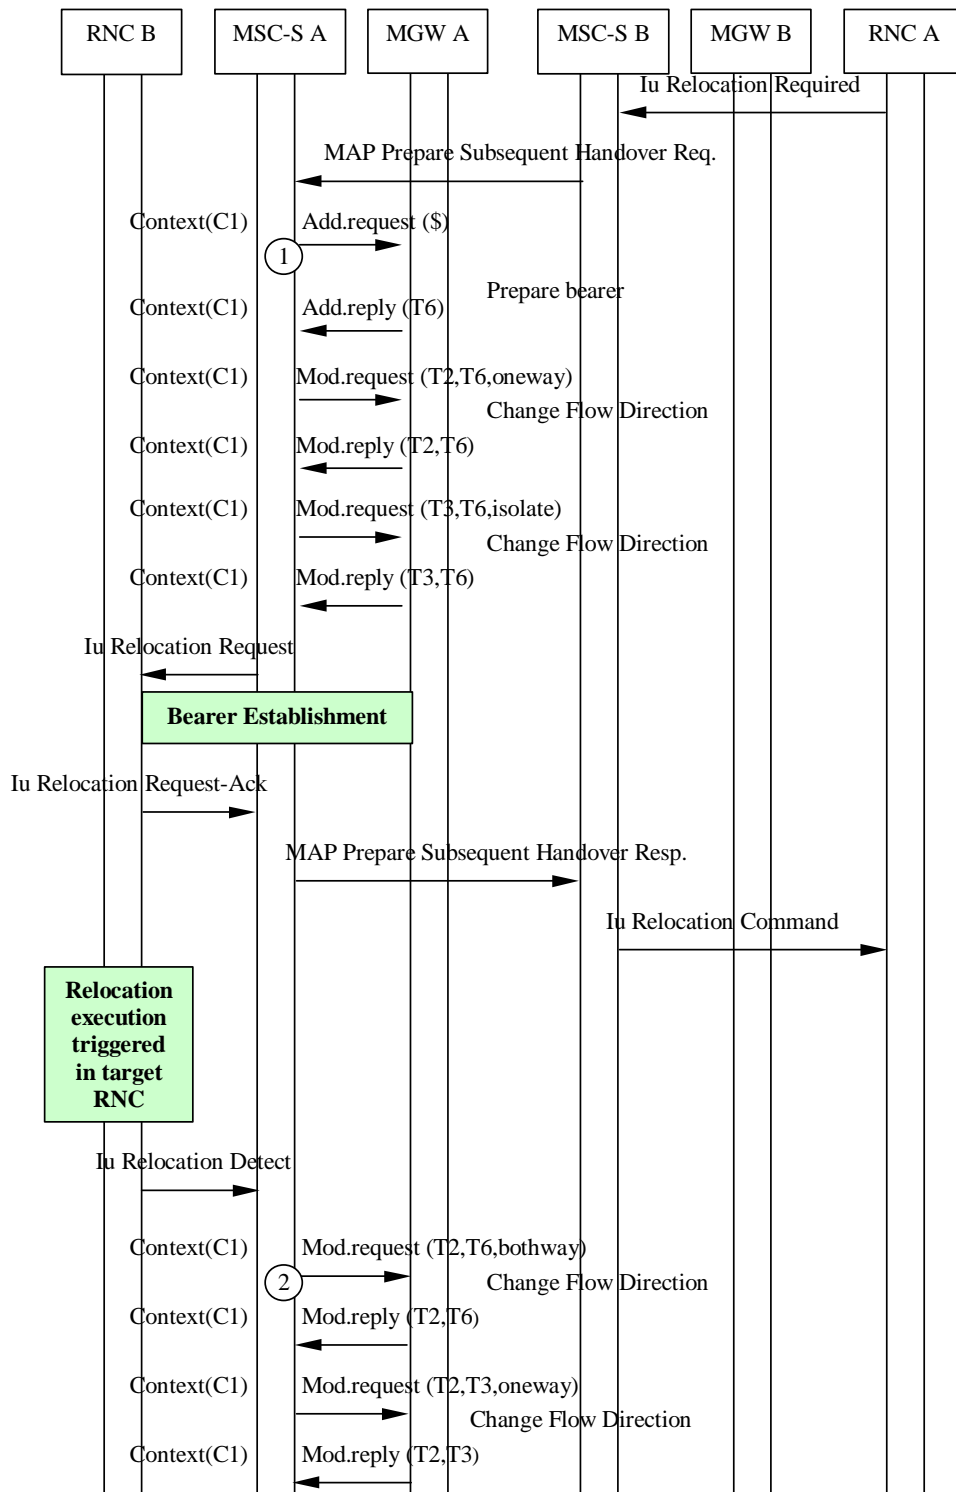 RNC B MSC-S A MGW A MSC-S B MGW B RNC A
Iu Relocation Required
MAP Prepare Subsequent Handover Req.
Context(C1) Add.request ($)
1
Prepare bearer
Context(C1) Add.reply (T6)
Context(C1) Mod.request (T2,T6,oneway)
Change Flow Direction
Context(C1) Mod.reply (T2,T6)
Context(C1) Mod.request (T3,T6,isolate)
Change Flow Direction
Context(C1) Mod.reply (T3,T6)
Iu Relocation Request
Bearer Establishment
Iu Relocation Request-Ack
MAP Prepare Subsequent Handover Resp.
Iu Relocation Command
Relocation
execution
triggered
in target
RNC
Iu Relocation Detect
Context(C1) Mod.request (T2,T6,bothway)
2 Change Flow Direction
Context(C1) Mod.reply (T2,T6)
Context(C1) Mod.request (T2,T3,oneway)
Change Flow Direction
Context(C1) Mod.reply (T2,T3)